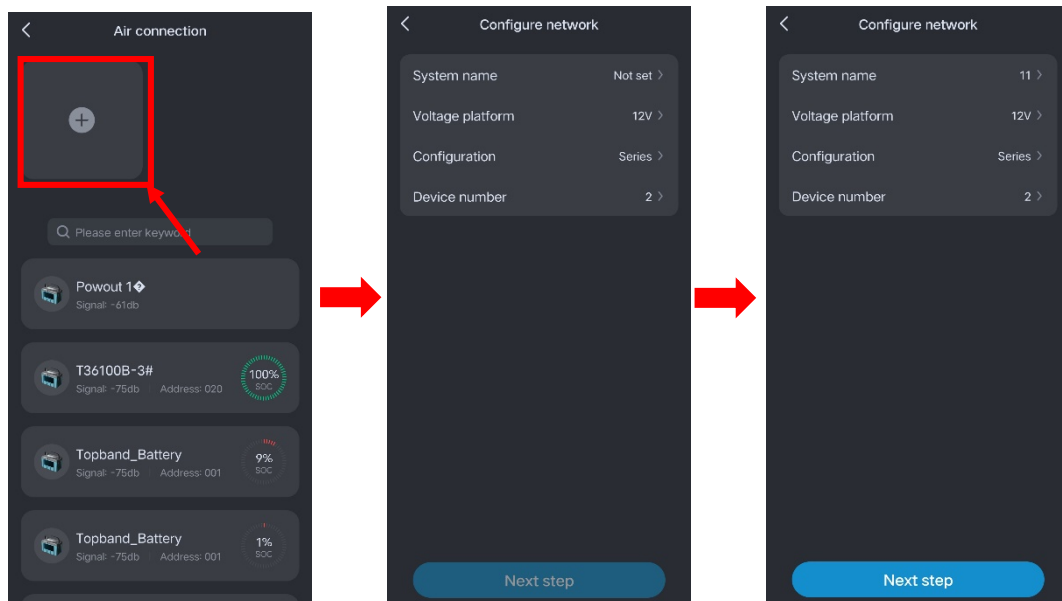 Air connection
Please enter keyword
Powout 1�
Signal: -61db
T36100B-3#
Signal: -75db Address: 020
100%
SOC
Topband_Battery
Signal: -75db Address: 001
9%
SOC
Topband_Battery
Signal: -75db Address: 001
1%
SOC
Configure network
System name Not set
Voltage platform 12V
Configuration Series
Device number 2
Next step
Configure network
System name 11
Voltage platform 12V
Configuration Series
Device number 2
Next step